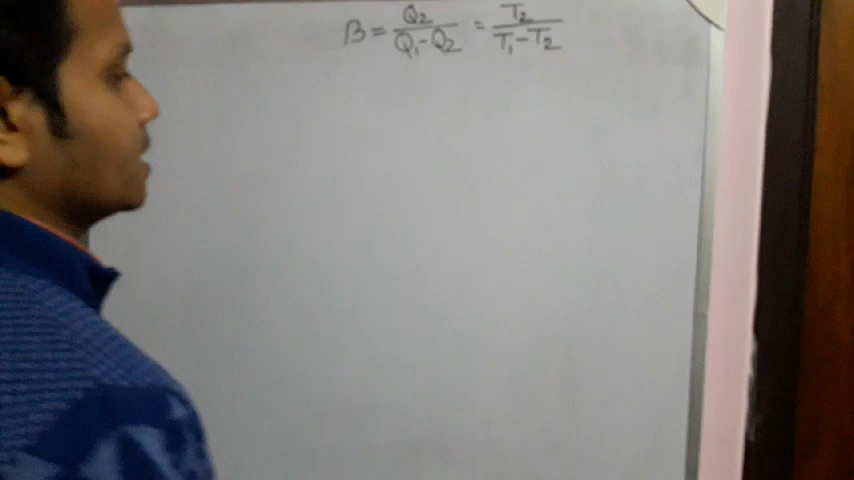 β = Q₂/(Q₁-Q₂) = T₂/(T₁-T₂)